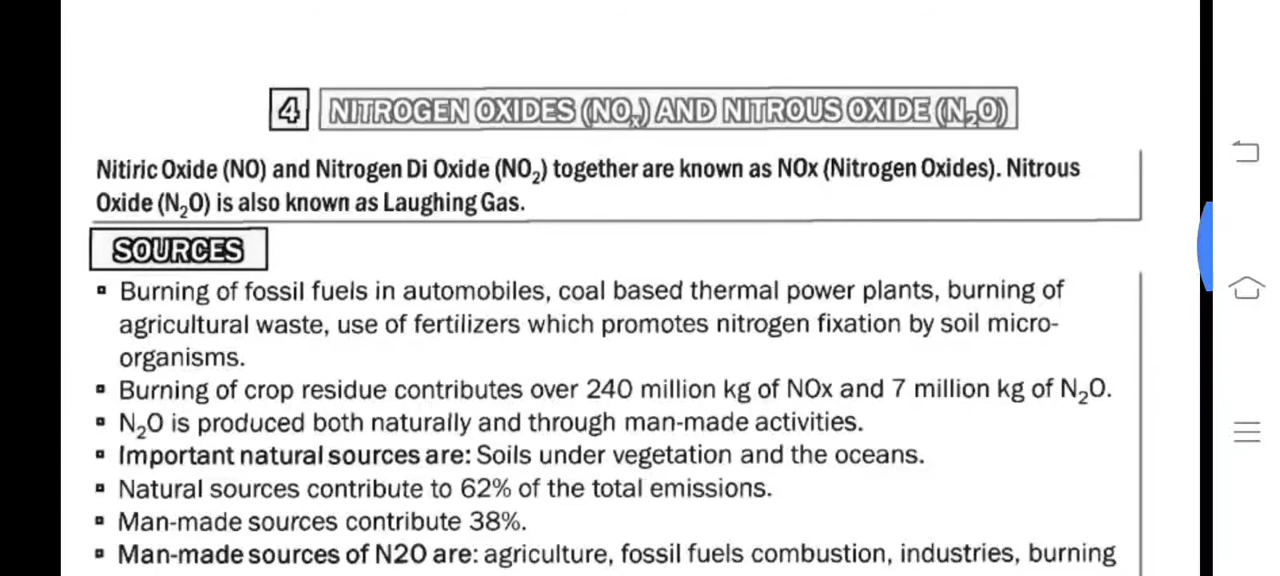 4 NITROGEN OXIDES (NOₓ) AND NITROUS OXIDE (N₂O)
Nitiric Oxide (NO) and Nitrogen Di Oxide (NO₂) together are known as NOx (Nitrogen Oxides). Nitrous
Oxide (N₂O) is also known as Laughing Gas.
SOURCES
▪ Burning of fossil fuels in automobiles, coal based thermal power plants, burning of
agricultural waste, use of fertilizers which promotes nitrogen fixation by soil micro-
organisms.
▪ Burning of crop residue contributes over 240 million kg of NOx and 7 million kg of N₂O.
▪ N₂O is produced both naturally and through man-made activities.
▪ Important natural sources are: Soils under vegetation and the oceans.
▪ Natural sources contribute to 62% of the total emissions.
▪ Man-made sources contribute 38%.
▪ Man-made sources of N2O are: agriculture, fossil fuels combustion, industries, burning